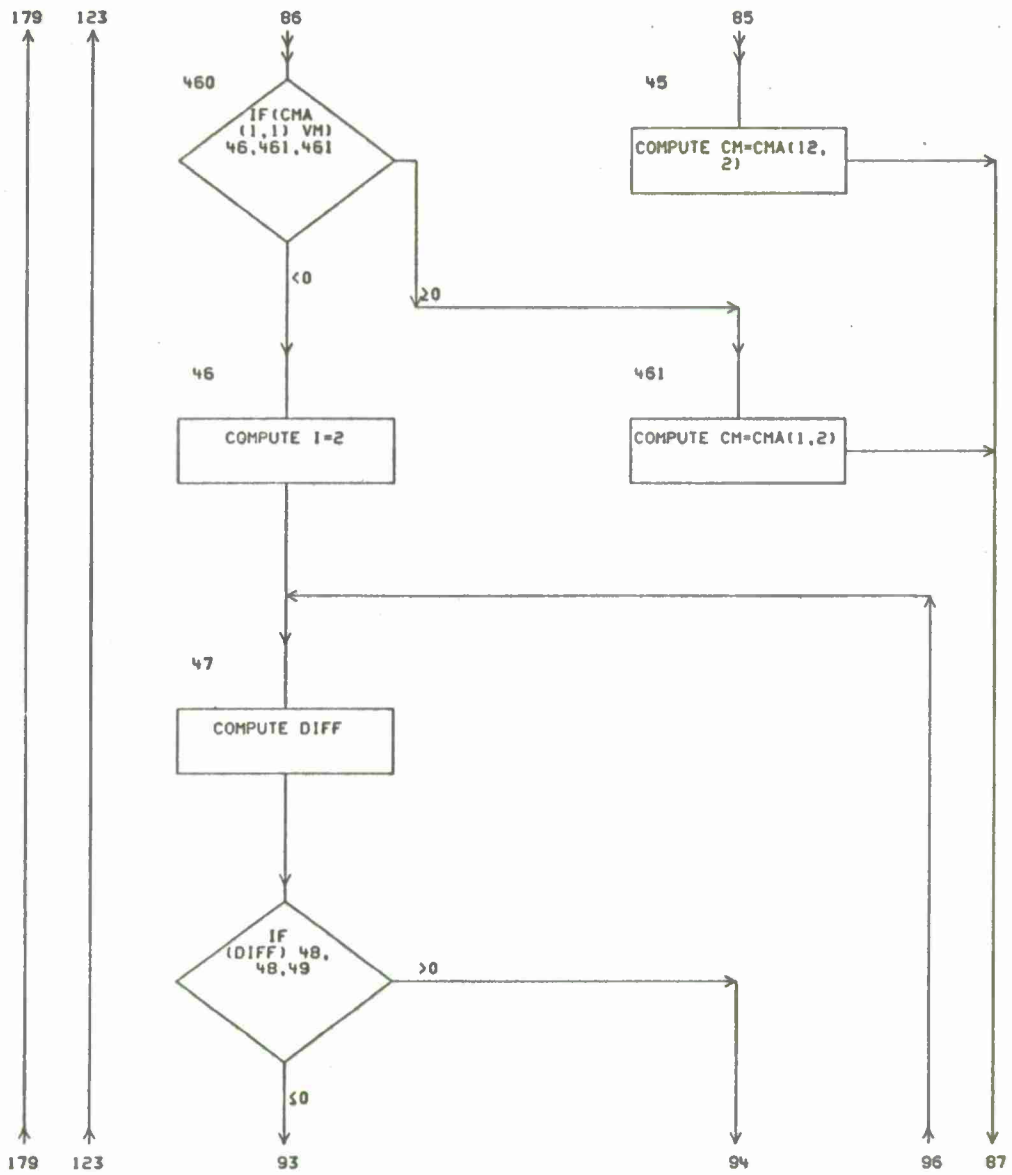 179 123 86 85
460
IF(CMA
(1,1) VM)
46,461,461
45
COMPUTE CM=CMA(12,
2)
<0
≥0
46
COMPUTE I=2
461
COMPUTE CM=CMA(1,2)
47
COMPUTE DIFF
IF
(DIFF) 48,
48,49
>0
≤0
179 123 93 94 96 87